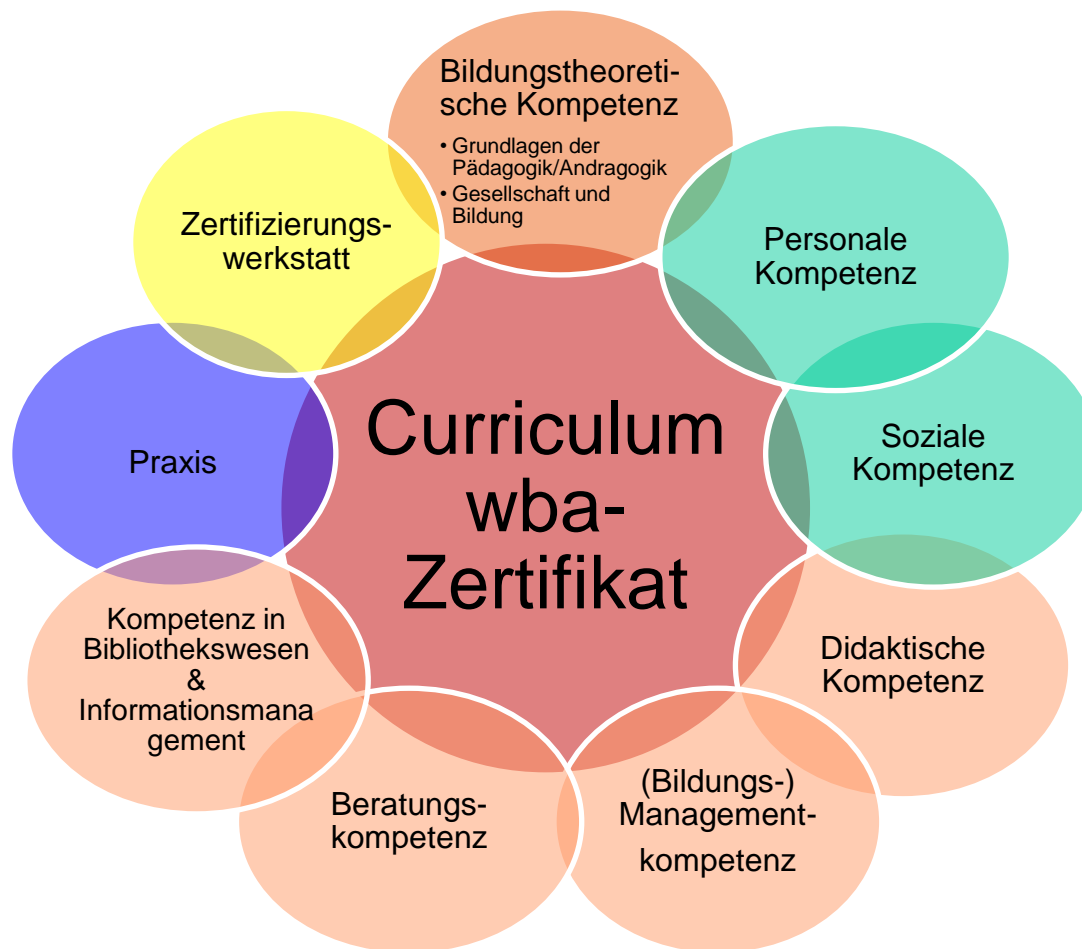 Bildungstheoreti-
sche Kompetenz
• Grundlagen der
Pädagogik/Andragogik
• Gesellschaft und
Bildung
Personale
Kompetenz
Soziale
Kompetenz
Didaktische
Kompetenz
(Bildungs-)
Management-
kompetenz
Beratungs-
kompetenz
Kompetenz in
Bibliothekswesen
&
Informationsmana
gement
Praxis
Zertifizierungs-
werkstatt
Curriculum
wba-
Zertifikat